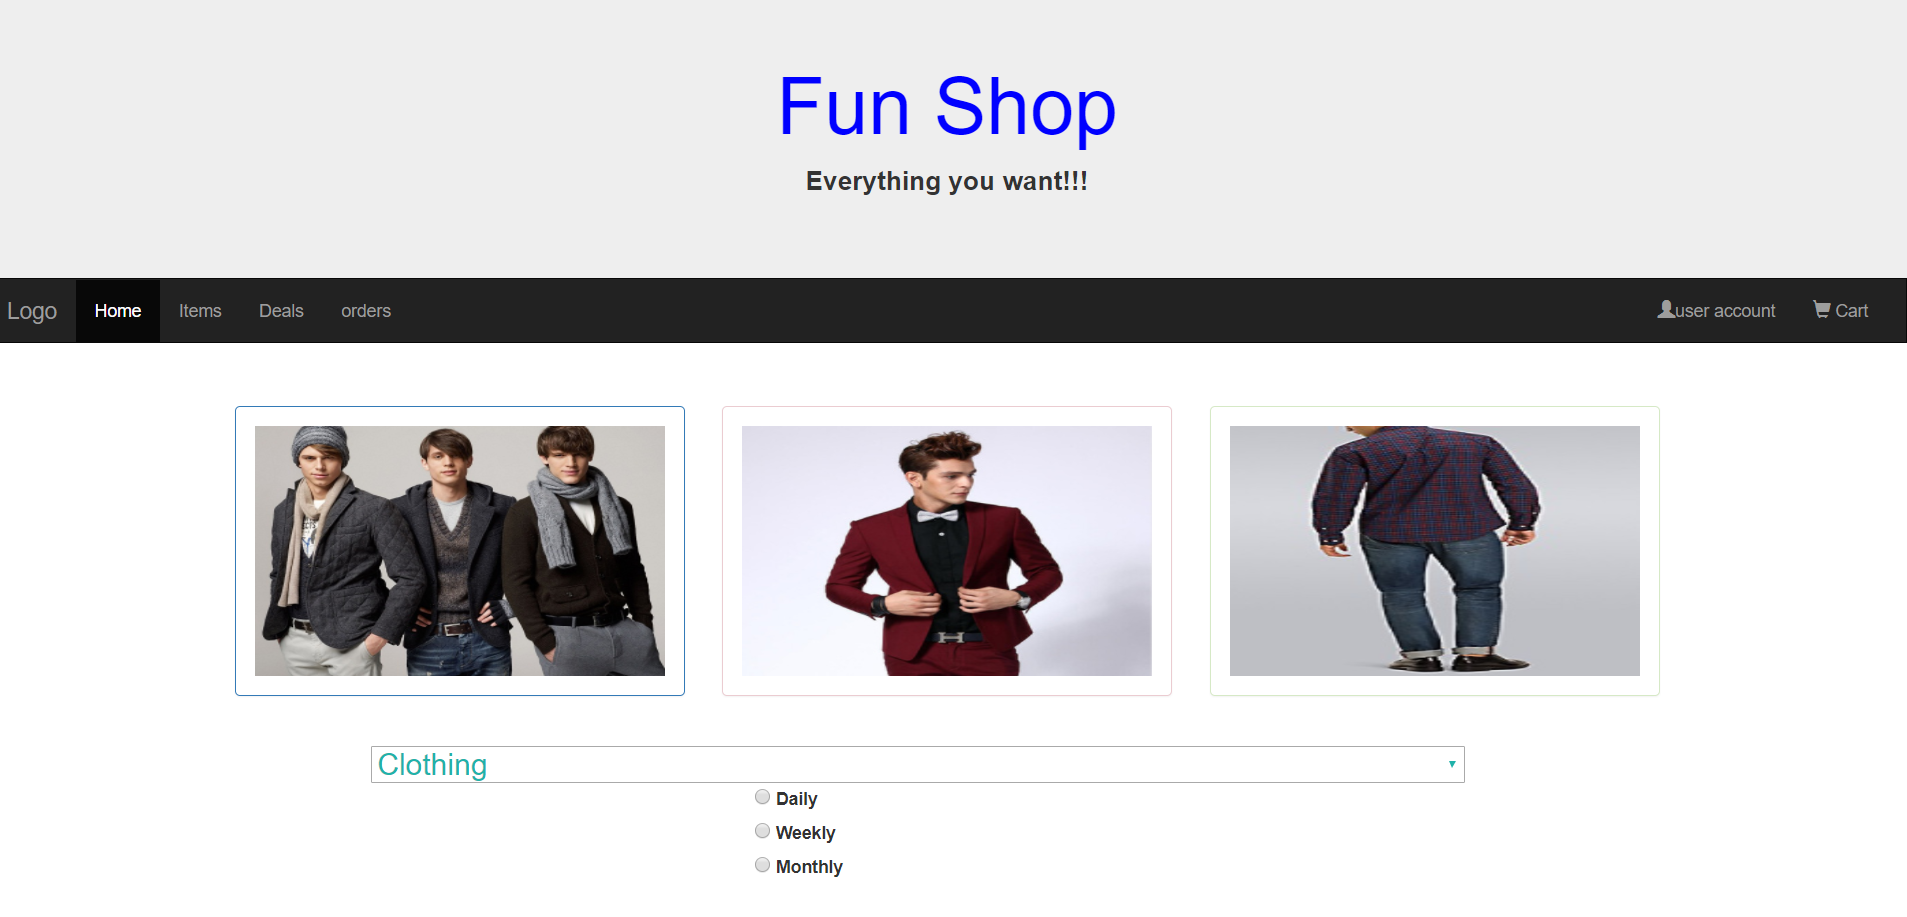 Fun Shop
Everything you want!!!
Logo Home Items Deals orders user account Cart
Clothing
Daily
Weekly
Monthly